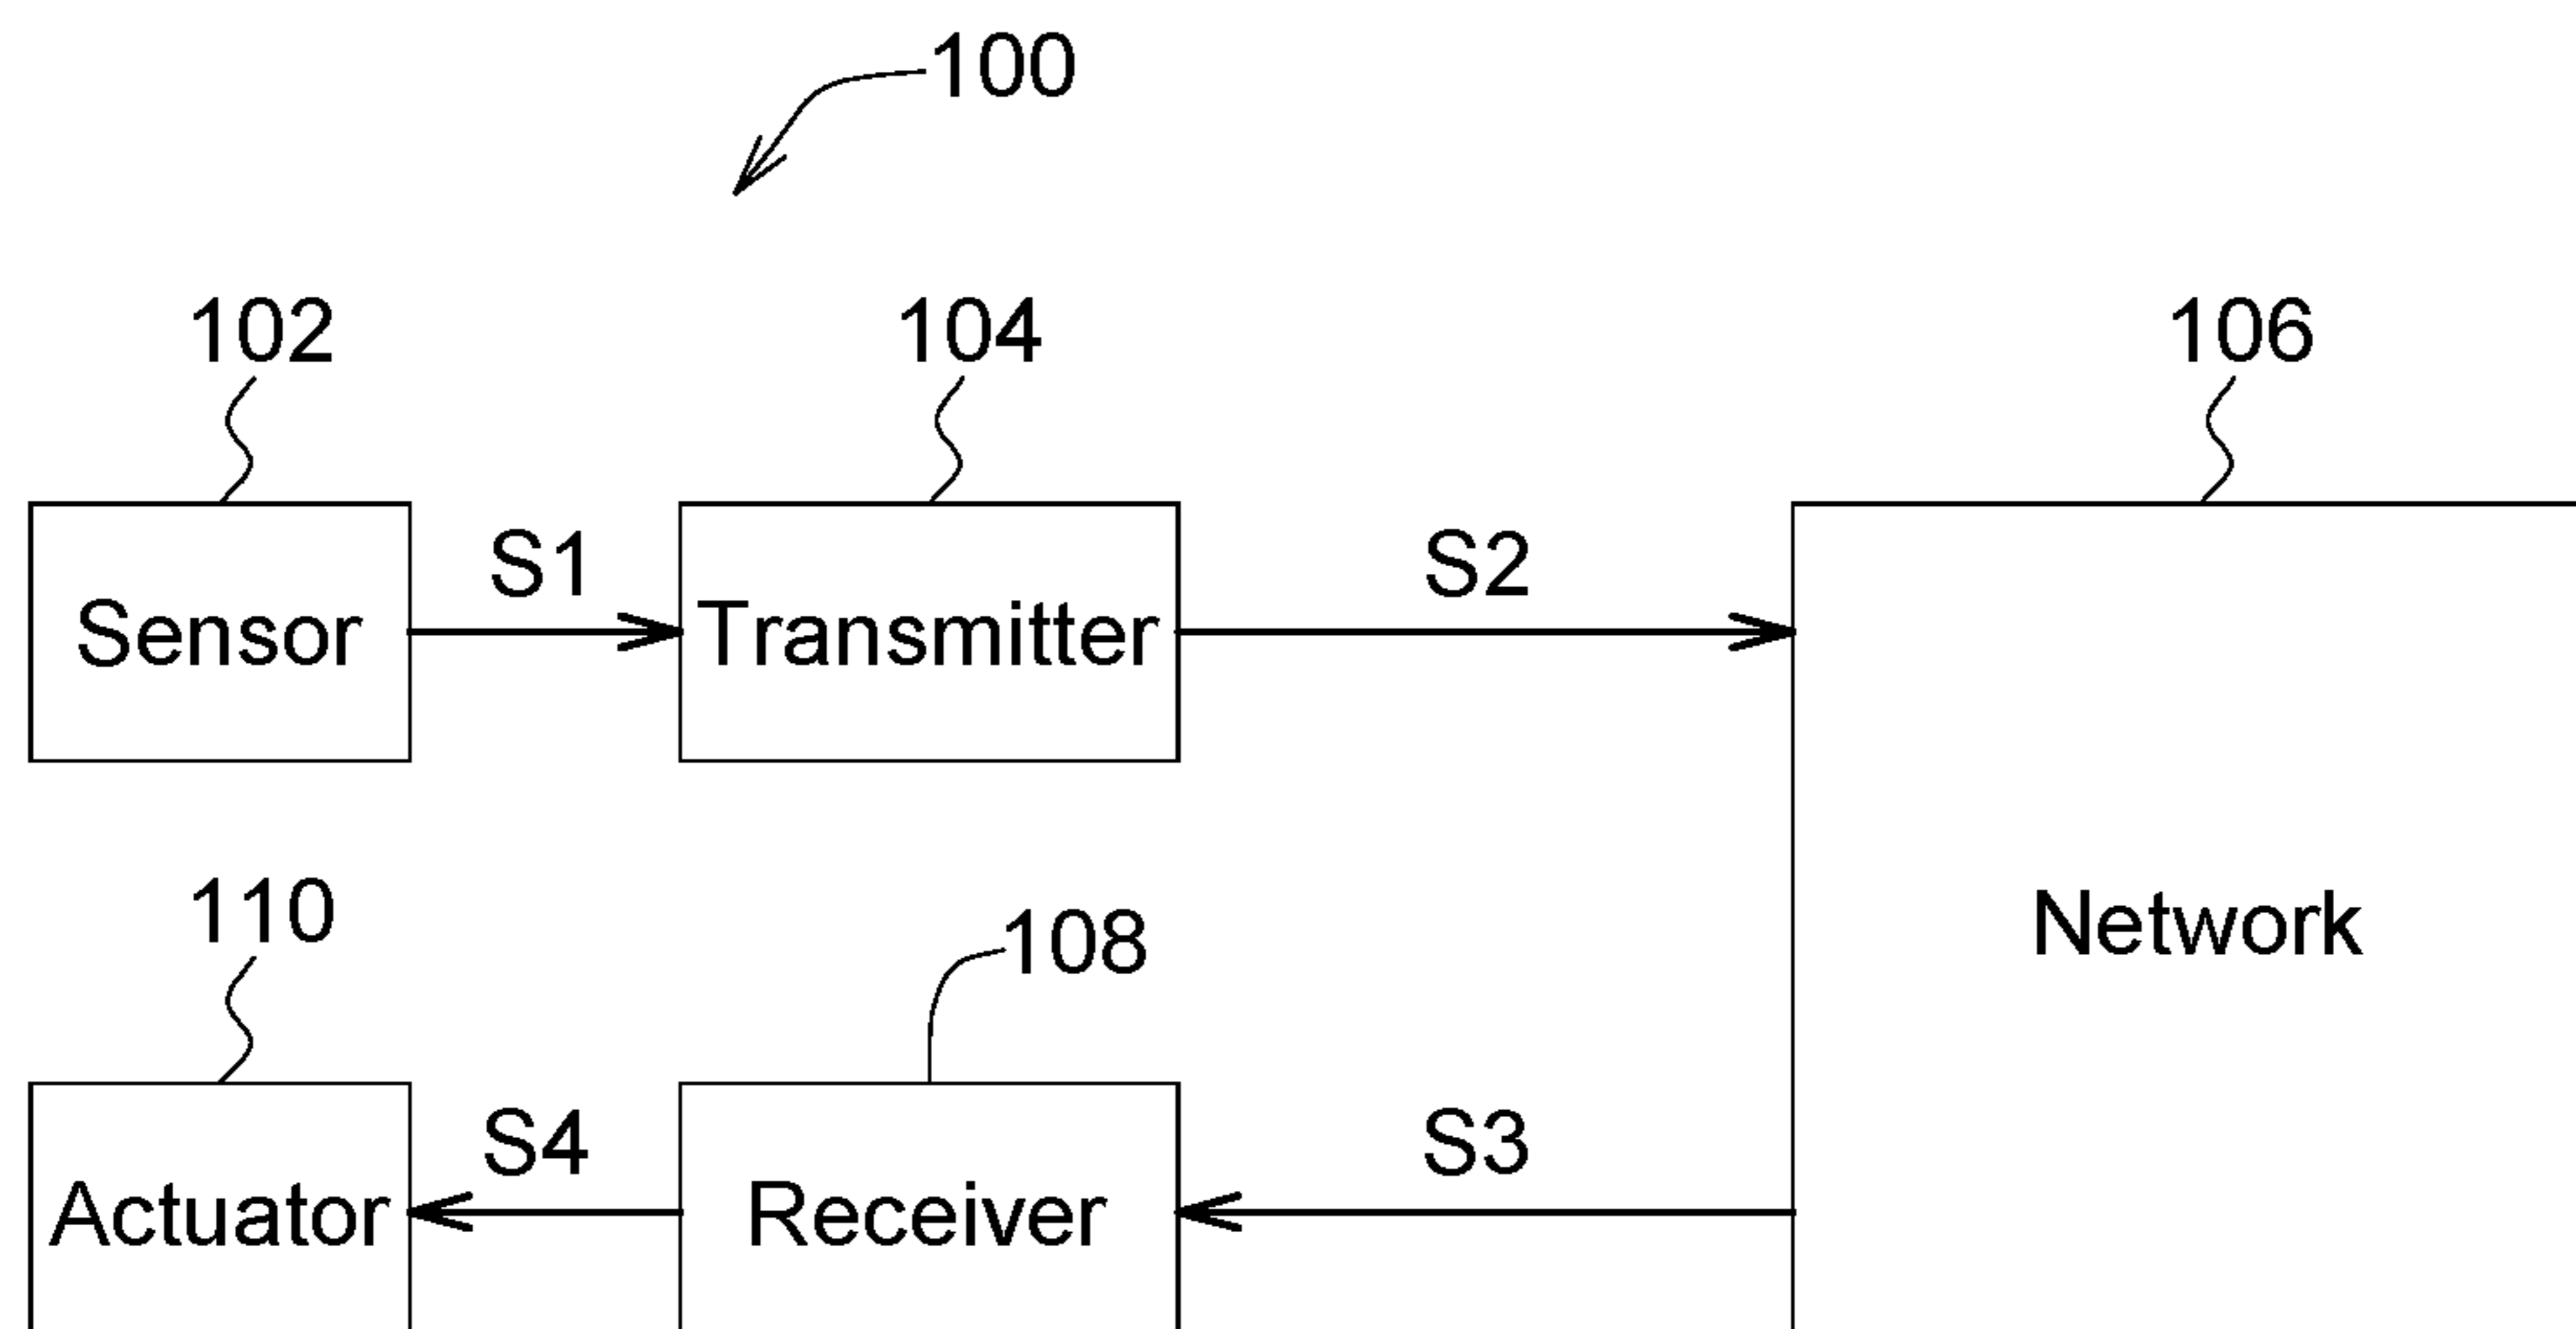 100
102
104
106
S1
S2
Sensor
Transmitter
110
108
Network
S4
S3
Actuator
Receiver